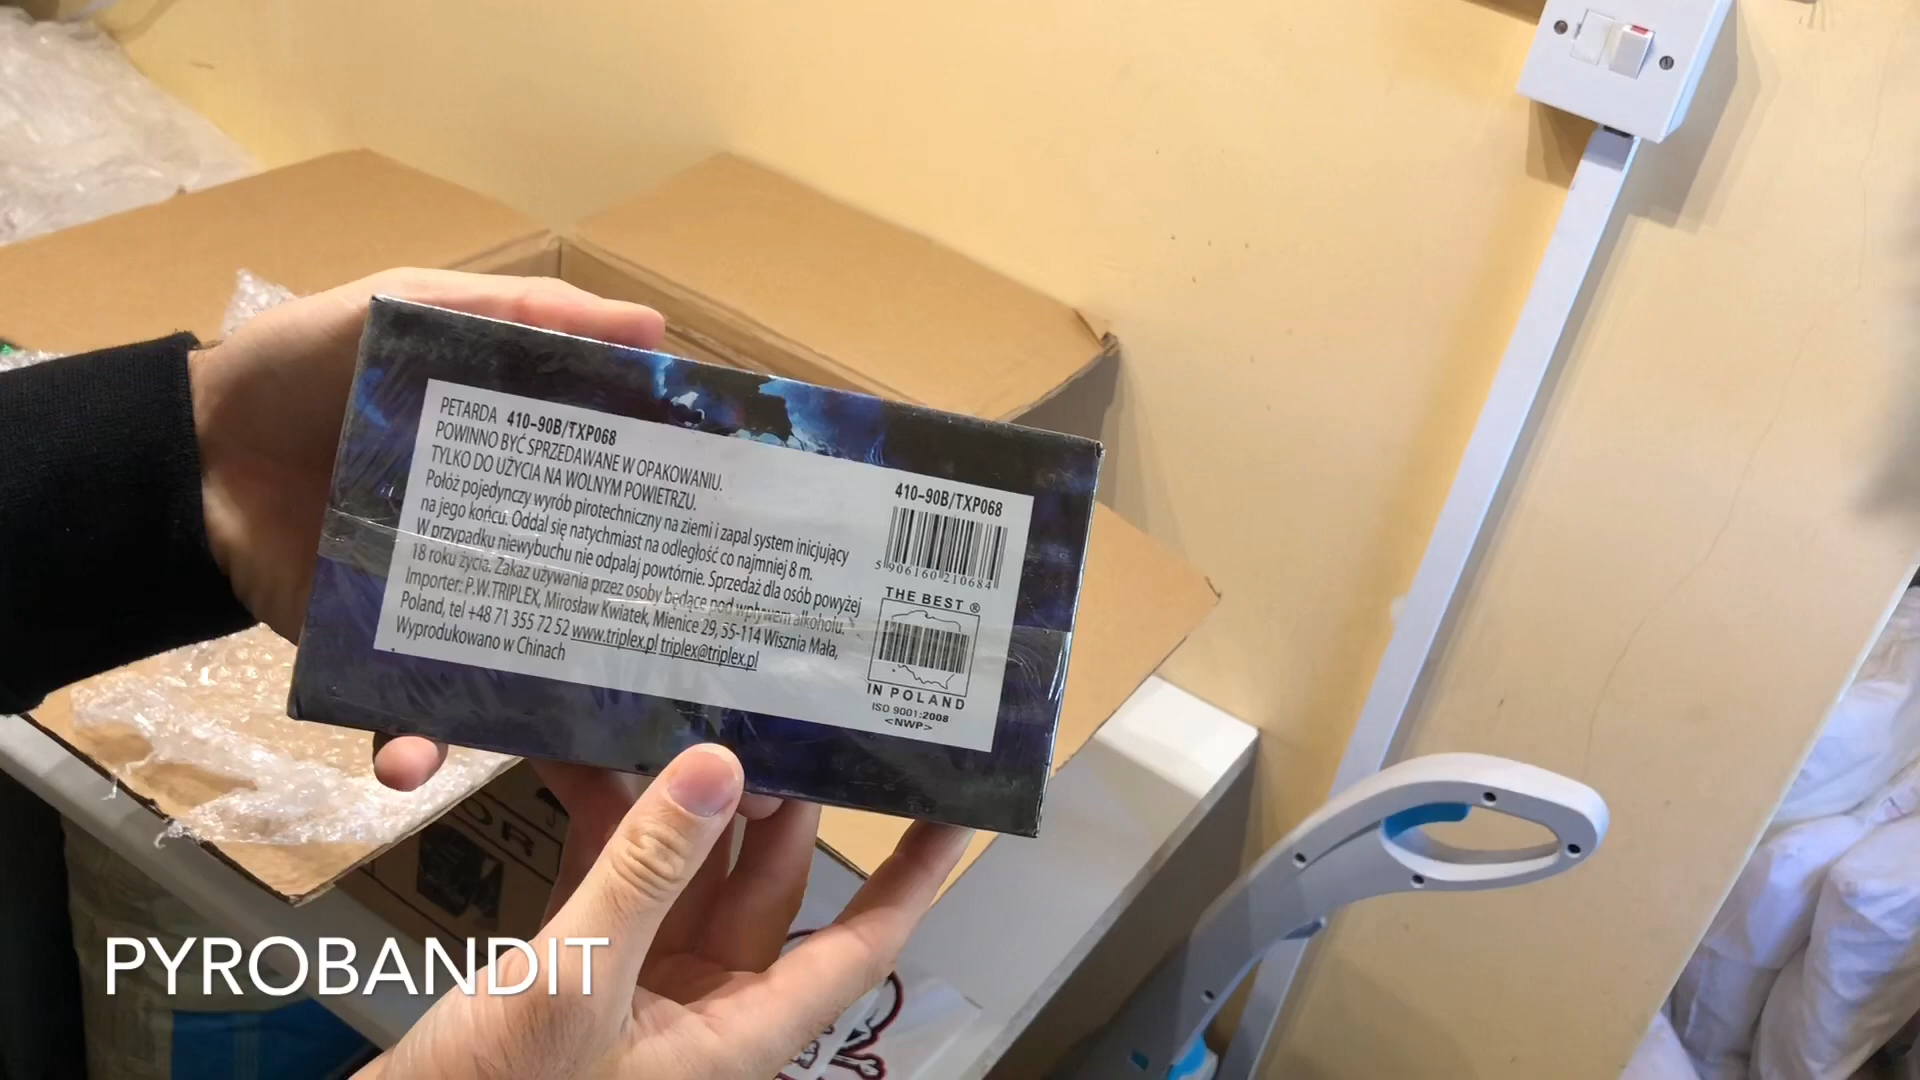 PETARDA 410-90B/TXP068
POWINNO BYĆ SPRZEDAWANE W OPAKOWANIU.
TYLKO DO UŻYCIA NA WOLNYM POWIETRZU.
Połóż pojedynczy wyrób pirotechniczny na ziemi i zapal system inicjujący
na jego końcu. Oddal się natychmiast na odległość co najmniej 8 m.
W przypadku niewybuchu nie odpalaj powtórnie. Sprzedaż dla osób powyżej
18 roku życia. Zakaz używania przez osoby będące pod wpływem alkoholu.
Importer: P.W.TRIPLEX, Mirosław Kwiatek, Mienice 29, 55-114 Wisznia Mała,
Poland, tel +48 71 355 72 52 www.triplex.pl triplex@triplex.pl
Wyprodukowano w Chinach
410-90B/TXP068
5 906160 210684
THE BEST ®
IN POLAND
ISO 9001:2008
<NWP>
PYROBANDIT